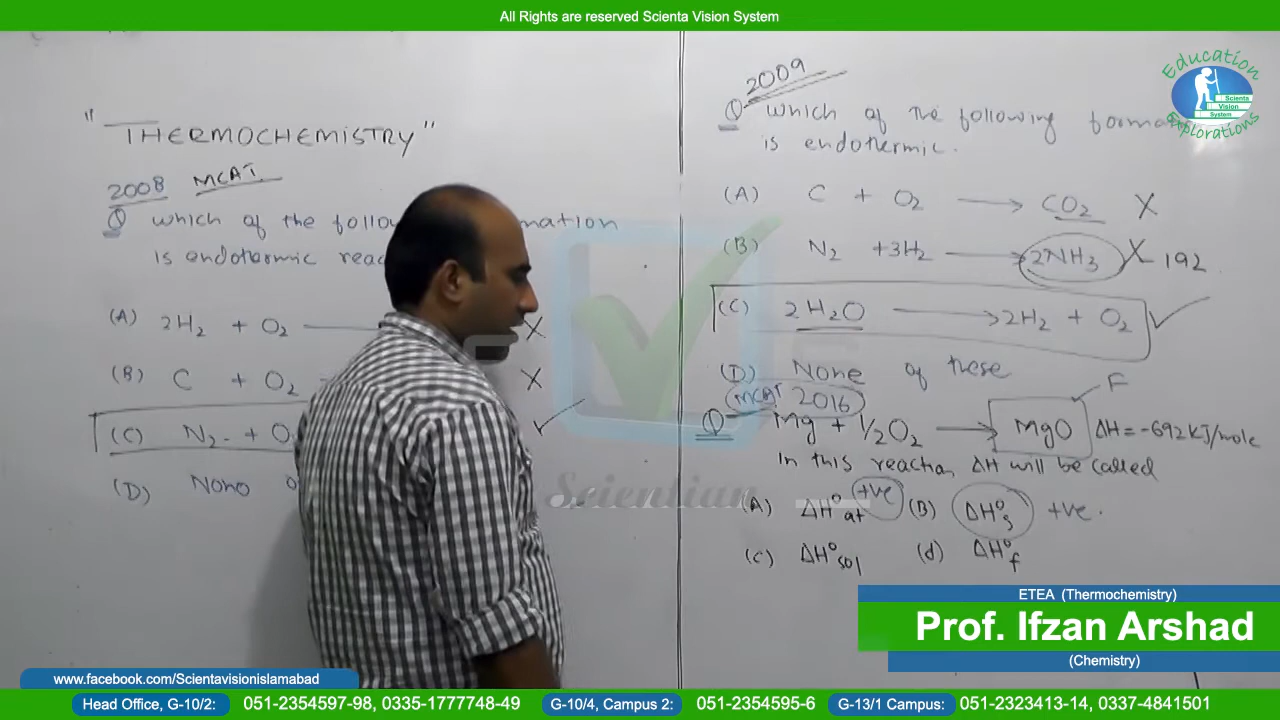 All Rights are reserved Scienta Vision System
Education
Scienta
Vision
System
Explorations
"THERMOCHEMISTRY"
2008 MCAT.
Q which of the mation
is endothermic
(A) 2H₂ + O₂ X
(B) C + O₂ X
(C) N₂ + O ✓
(D)
2009
Q which of the following
is endothermic.
(A) C + O₂ → CO₂ X
(B) N₂ + 3H₂ → 2NH₃ X 192
(C) 2H₂O → 2H₂ + O₂ ✓
(D) None of these
MCAT 2016
Q Mg + 1/2 O₂ → MgO ΔH = -692 KJ/mole
F
In this reaction ΔH will be called
(A) ΔH°at +ve (B) ΔH° +ve.
(C) ΔH°sol (d) ΔH°f
Scientian
ETEA (Thermochemistry)
Prof. Ifzan Arshad
(Chemistry)
www.facebook.com/Scientavisionislamabad
Head Office, G-10/2: 051-2354597-98, 0335-1777748-49 G-10/4, Campus 2: 051-2354595-6 G-13/1 Campus: 051-2323413-14, 0337-4841501